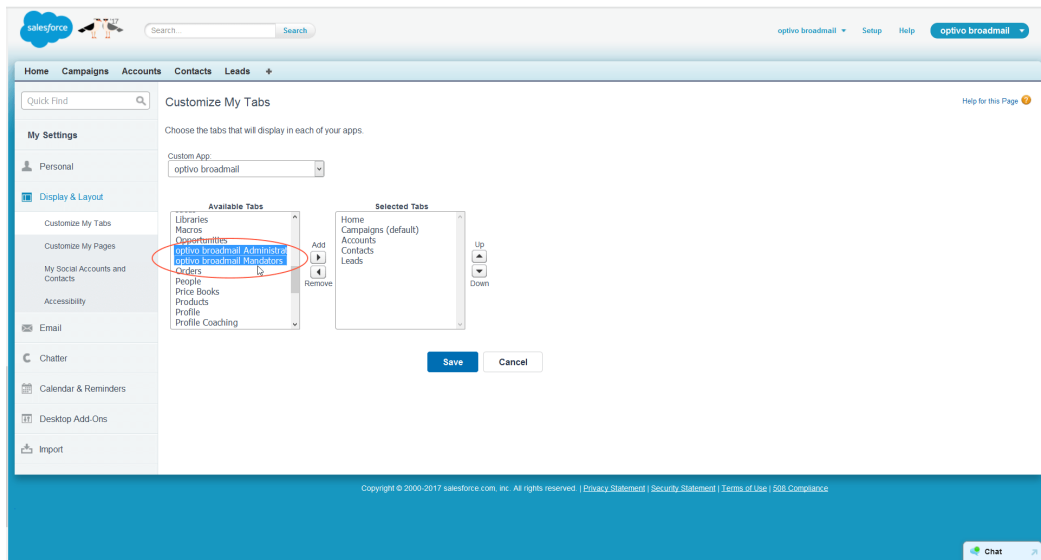 salesforce
37
Search...
Search
optivo broadmail
Setup
Help
optivo broadmail
Home Campaigns Accounts Contacts Leads +
Quick Find
Customize My Tabs
Help for this Page
My Settings
Choose the tabs that will display in each of your apps.
Custom App:
optivo broadmail
Personal
Display & Layout
Customize My Tabs
Customize My Pages
My Social Accounts and
Contacts
Accessibility
Email
Chatter
Calendar & Reminders
Desktop Add-Ons
Import
Available Tabs
Libraries
Macros
Opportunities
optivo broadmail Administrat
optivo broadmail Mandators
Orders
People
Price Books
Products
Profile
Profile Coaching
Add
Remove
Selected Tabs
Home
Campaigns (default)
Accounts
Contacts
Leads
Up
Down
Save
Cancel
Copyright © 2000-2017 salesforce.com, inc. All rights reserved. | Privacy Statement | Security Statement | Terms of Use | 508 Compliance
Chat